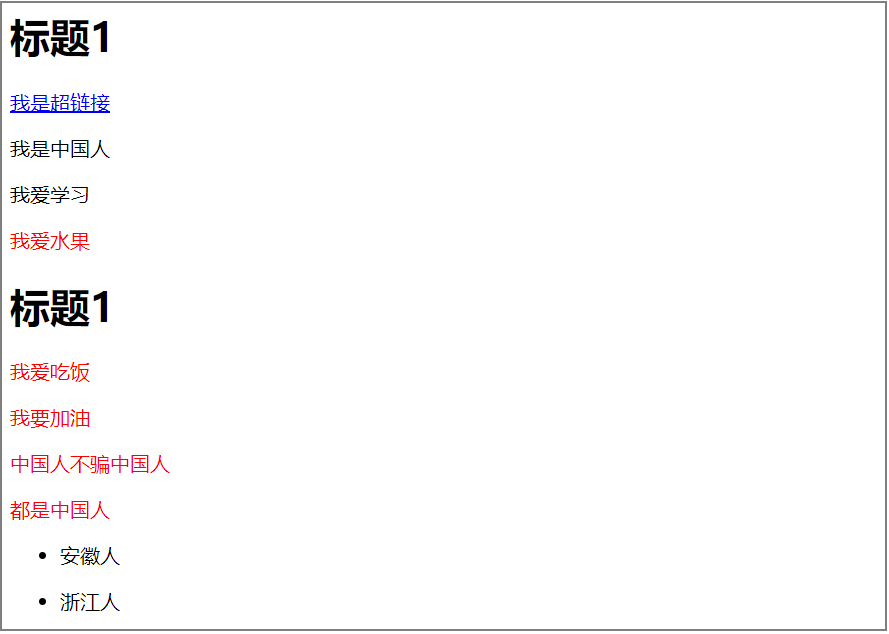 标题1
我是超链接
我是中国人
我爱学习
我爱水果
标题1
我爱吃饭
我要加油
中国人不骗中国人
都是中国人
安徽人
浙江人